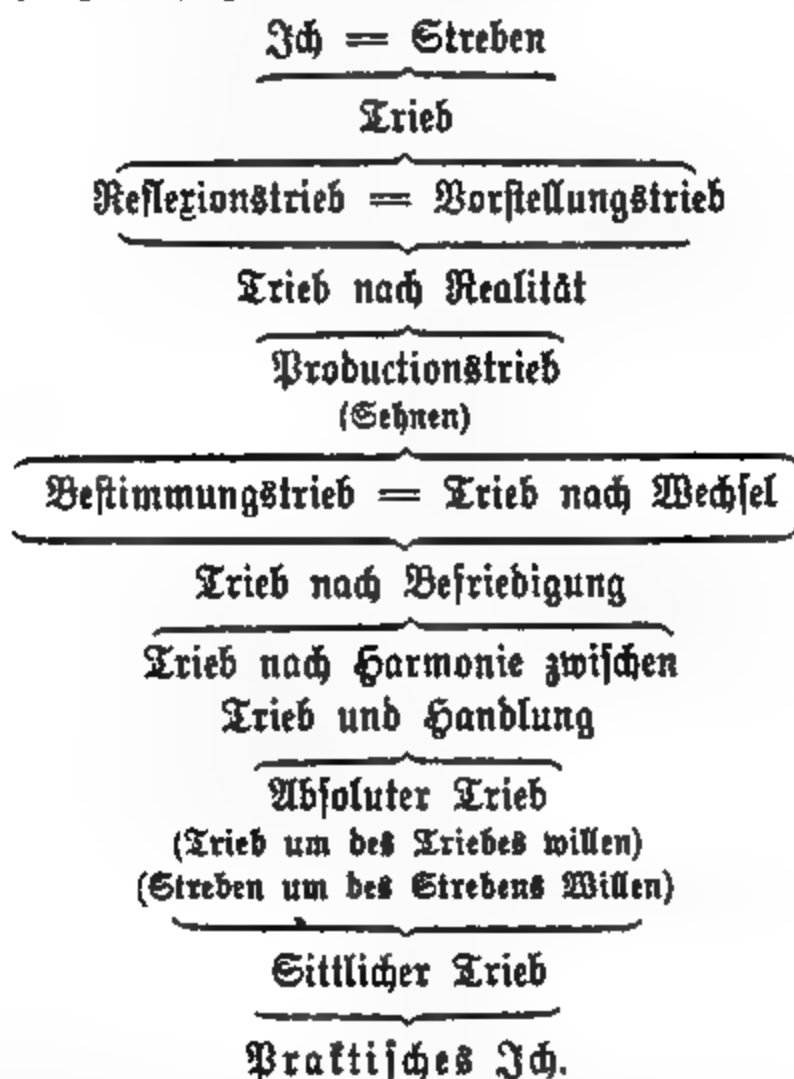 Ich = Streben
Trieb
Reflexionstrieb = Vorstellungstrieb
Trieb nach Realität
Productionstrieb
(Sehnen)
Bestimmungstrieb = Trieb nach Wechsel
Trieb nach Befriedigung
Trieb nach Harmonie zwischen
Trieb und Handlung
Absoluter Trieb
(Trieb um des Triebes willen)
(Streben um des Strebens Willen)
Sittlicher Trieb
Praktisches Ich.